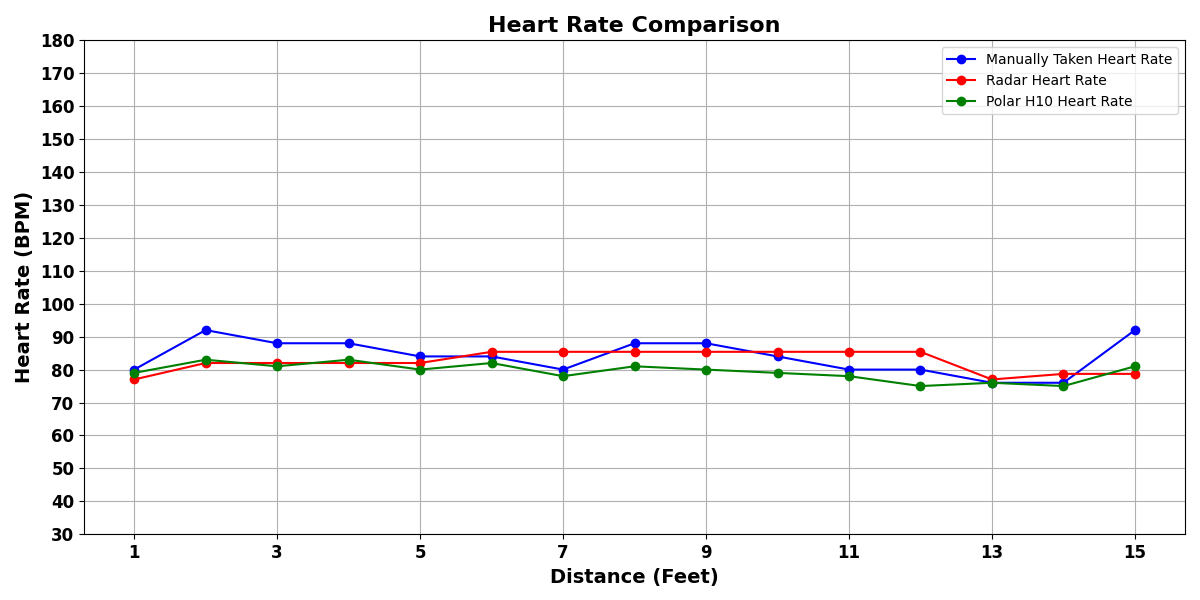 Heart Rate Comparison
180
170
160
150
140
130
120
110
100
90
80
70
60
50
40
30
Heart Rate (BPM)
Manually Taken Heart Rate
Radar Heart Rate
Polar H10 Heart Rate
1 3 5 7 9 11 13 15
Distance (Feet)